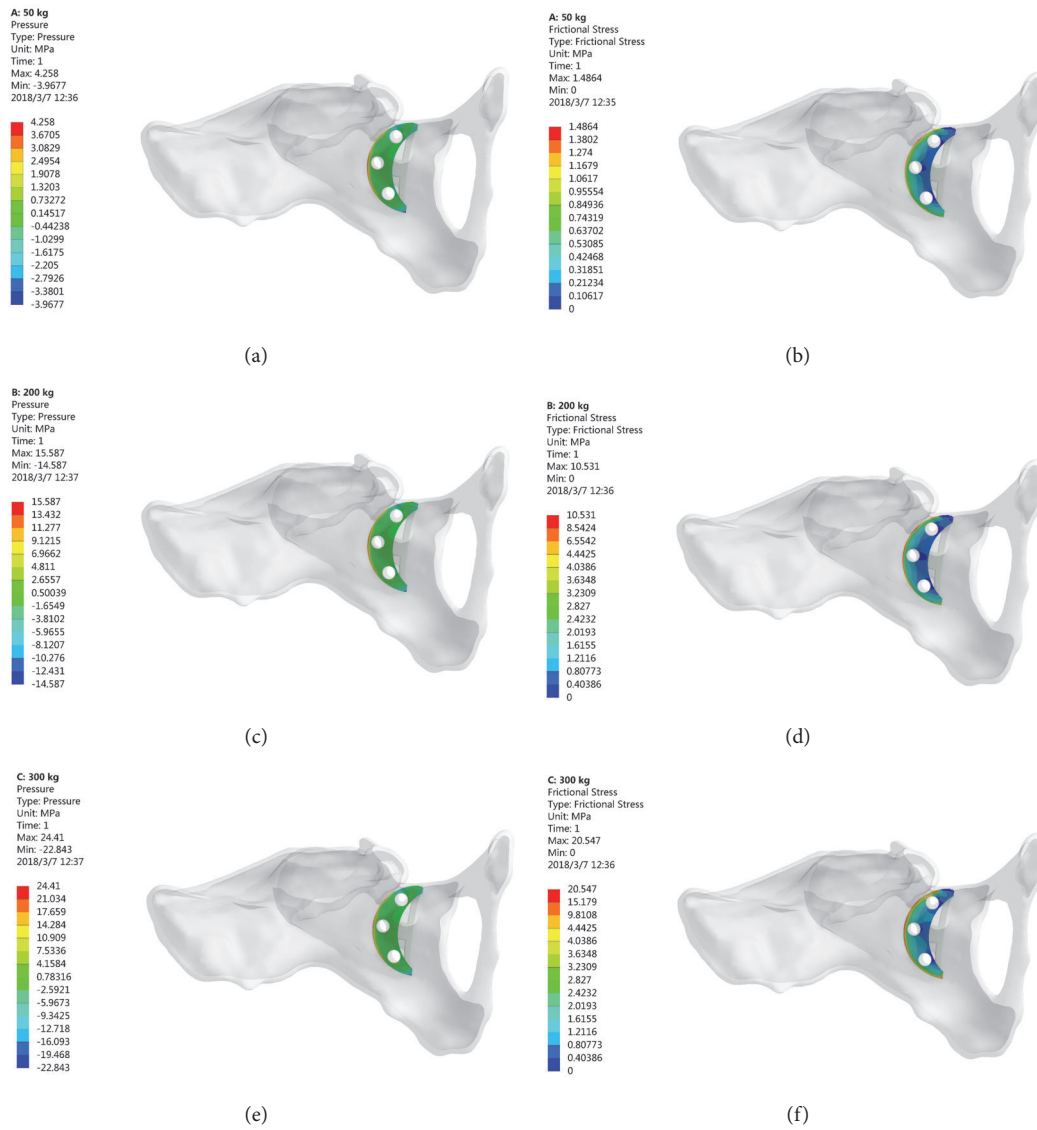 A: 50 kg
Pressure
Type: Pressure
Unit: MPa
Time: 1
Max: 4.258
Min: -3.9677
2018/3/7 12:36
4.258
3.6705
3.0829
2.4954
1.9078
1.3203
0.73272
0.14517
-0.44238
-1.0299
-1.6175
-2.205
-2.7926
-3.3801
-3.9677
(a)
A: 50 kg
Frictional Stress
Type: Frictional Stress
Unit: MPa
Time: 1
Max: 1.4864
Min: 0
2018/3/7 12:35
1.4864
1.3802
1.274
1.1679
1.0617
0.95554
0.84936
0.74319
0.63702
0.53085
0.42468
0.31851
0.21234
0.10617
0
(b)
B: 200 kg
Pressure
Type: Pressure
Unit: MPa
Time: 1
Max: 15.587
Min: -14.587
2018/3/7 12:37
15.587
13.432
11.277
9.1215
6.9662
4.811
2.6557
0.50039
-1.6549
-3.8102
-5.9655
-8.1207
-10.276
-12.431
-14.587
(c)
B: 200 kg
Frictional Stress
Type: Frictional Stress
Unit: MPa
Time: 1
Max: 10.531
Min: 0
2018/3/7 12:36
10.531
8.5424
6.5542
4.4425
4.0386
3.6348
3.2309
2.827
2.4232
2.0193
1.6155
1.2116
0.80773
0.40386
0
(d)
C: 300 kg
Pressure
Type: Pressure
Unit: MPa
Time: 1
Max: 24.41
Min: -22.843
2018/3/7 12:37
24.41
21.034
17.659
14.284
10.909
7.5336
4.1584
0.78316
-2.5921
-5.9673
-9.3425
-12.718
-16.093
-19.468
-22.843
(e)
C: 300 kg
Frictional Stress
Type: Frictional Stress
Unit: MPa
Time: 1
Max: 20.547
Min: 0
2018/3/7 12:36
20.547
15.179
9.8108
4.4425
4.0386
3.6348
3.2309
2.827
2.4232
2.0193
1.6155
1.2116
0.80773
0.40386
0
(f)